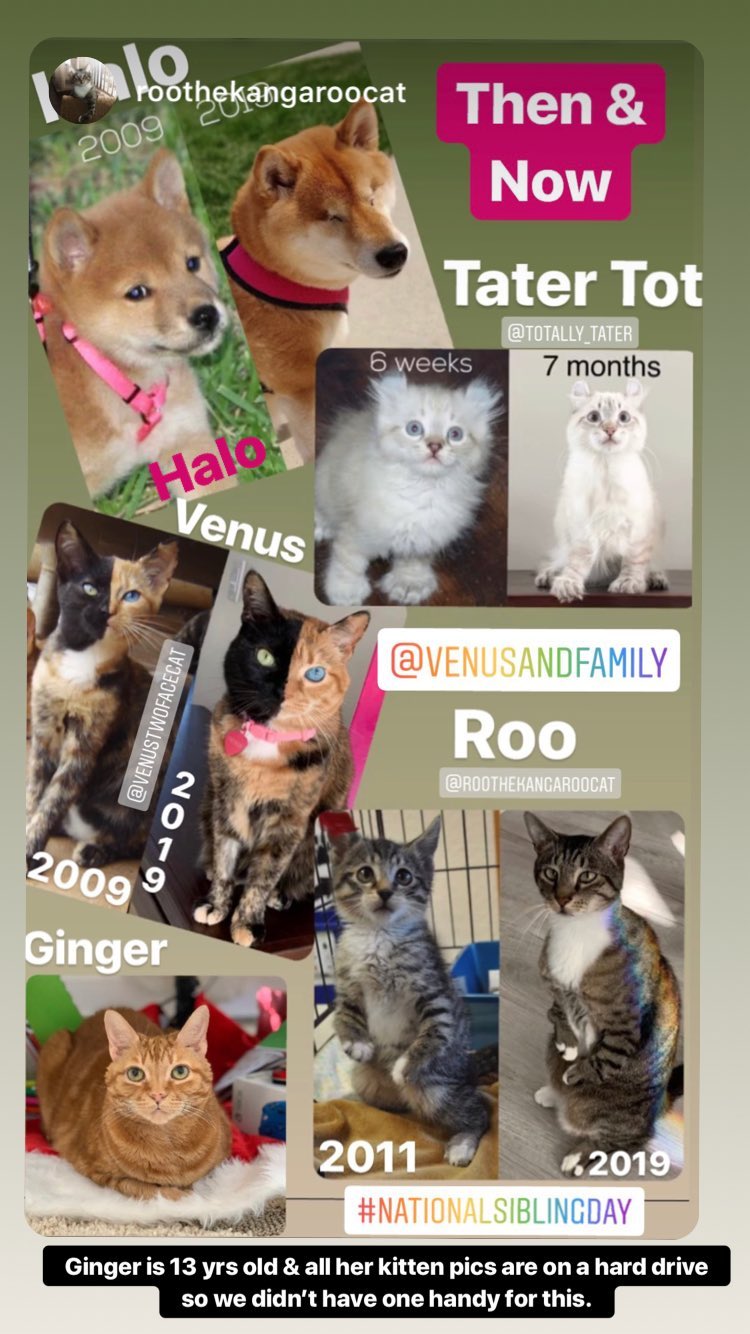 Halo
roothekangaroocat
2009
2019
Then &
Now
Tater Tot
@TOTALLY_TATER
6 weeks
7 months
Halo
Venus
@VENUSTWOFACECAT
2019
2009
@VENUSANDFAMILY
Roo
@ROOTHEKANGAROOCAT
Ginger
2011
2019
#NATIONALSIBLINGDAY
Ginger is 13 yrs old & all her kitten pics are on a hard drive
so we didn't have one handy for this.